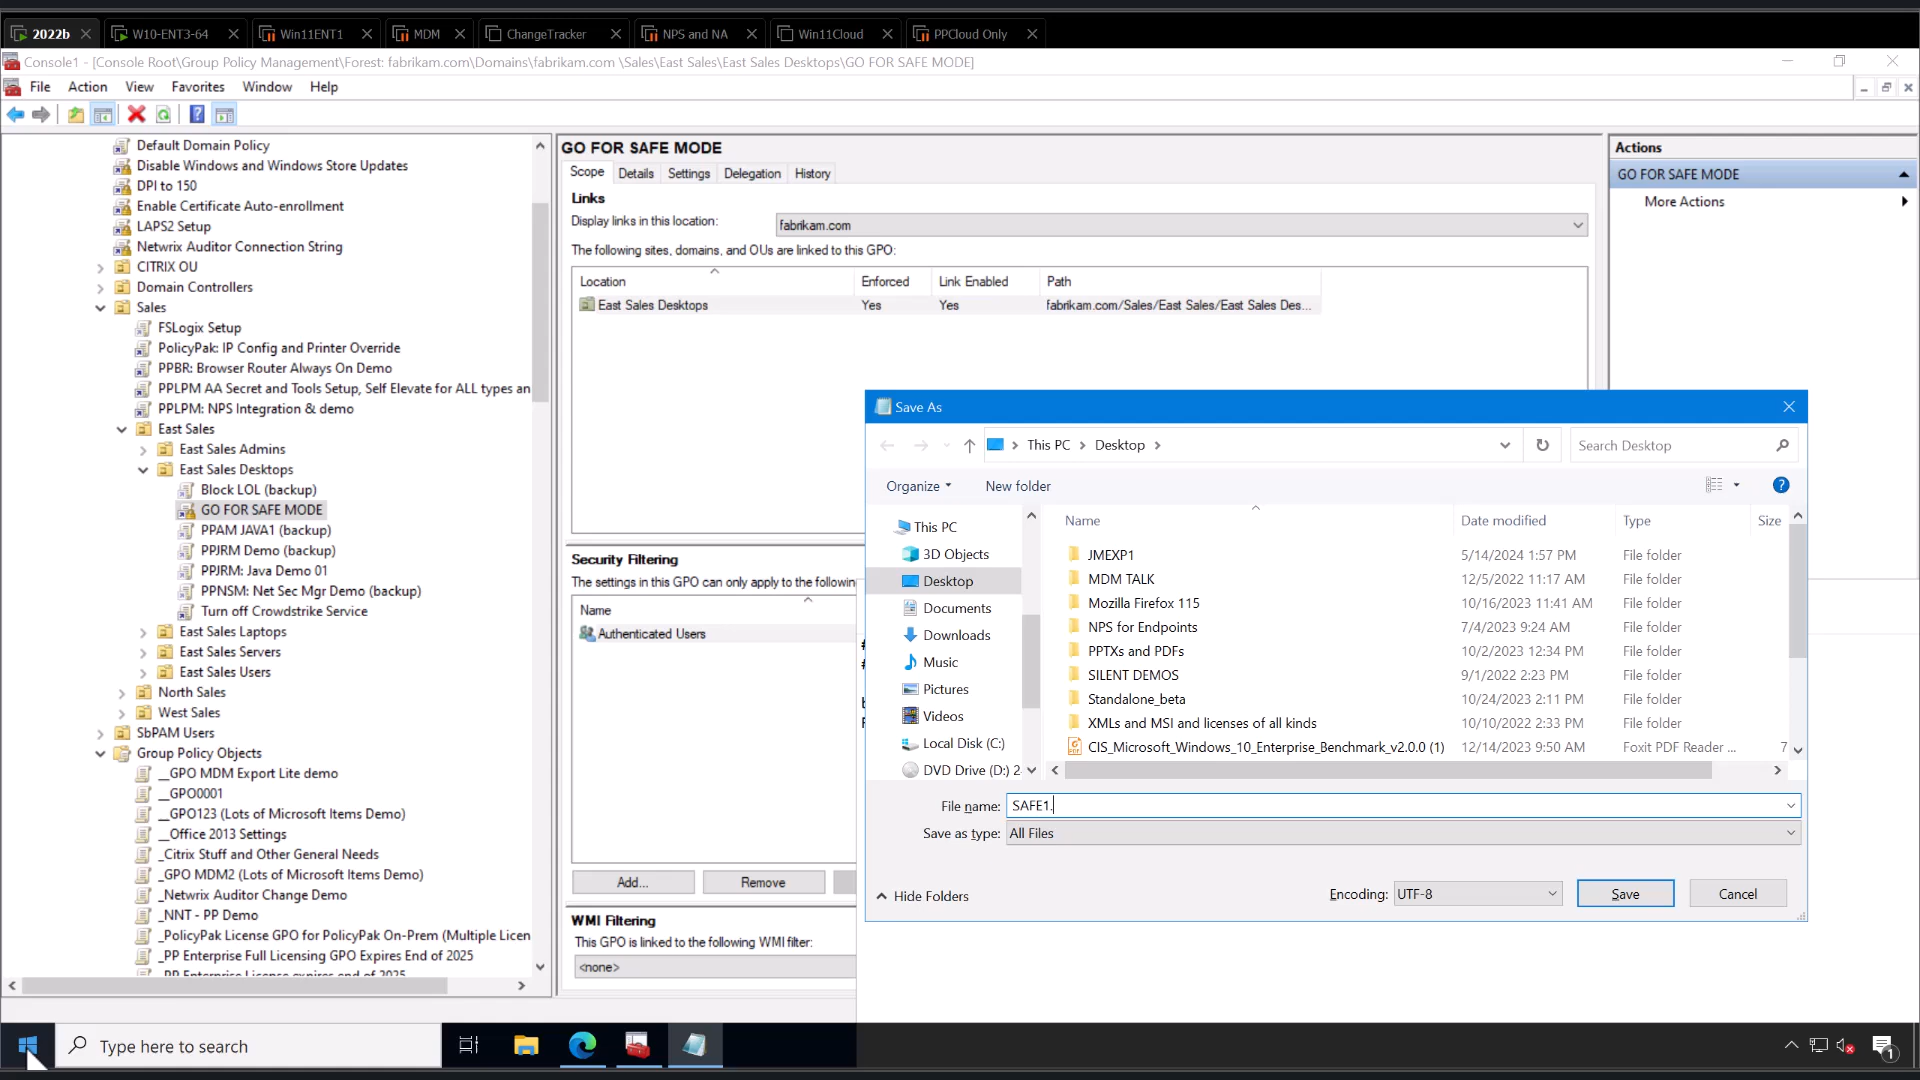 2022b
W10-ENT3-64
Win11ENT1
MDM
ChangeTracker
NPS and NA
Win11Cloud
PPCloud Only
Console1 - [Console Root\Group Policy Management\Forest: fabrikam.com\Domains\fabrikam.com \Sales\East Sales\East Sales Desktops\GO FOR SAFE MODE]
File Action View Favorites Window Help
Default Domain Policy
Disable Windows and Windows Store Updates
DPI to 150
Enable Certificate Auto-enrollment
LAPS2 Setup
Netwrix Auditor Connection String
CITRIX OU
Domain Controllers
Sales
FSLogix Setup
PolicyPak: IP Config and Printer Override
PPBR: Browser Router Always On Demo
PPLPM AA Secret and Tools Setup, Self Elevate for ALL types an
PPLPM: NPS Integration & demo
East Sales
East Sales Admins
East Sales Desktops
Block LOL (backup)
GO FOR SAFE MODE
PPAM JAVA1 (backup)
PPJRM Demo (backup)
PPJRM: Java Demo 01
PPNSM: Net Sec Mgr Demo (backup)
Turn off Crowdstrike Service
East Sales Laptops
East Sales Servers
East Sales Users
North Sales
West Sales
SbPAM Users
Group Policy Objects
__GPO MDM Export Lite demo
__GPO0001
__GPO123 (Lots of Microsoft Items Demo)
__Office 2013 Settings
_Citrix Stuff and Other General Needs
_GPO MDM2 (Lots of Microsoft Items Demo)
_Netwrix Auditor Change Demo
_NNT - PP Demo
_PolicyPak License GPO for PolicyPak On-Prem (Multiple Licen
_PP Enterprise Full Licensing GPO Expires End of 2025
_PP Enterprise License expires end of 2025
GO FOR SAFE MODE
Scope Details Settings Delegation History
Links
Display links in this location: fabrikam.com
The following sites, domains, and OUs are linked to this GPO:
Location Enforced Link Enabled Path
East Sales Desktops Yes Yes fabrikam.com/Sales/East Sales/East Sales Des...
Security Filtering
The settings in this GPO can only apply to the followin
Name
Authenticated Users
Add... Remove
WMI Filtering
This GPO is linked to the following WMI filter:
<none>
Actions
GO FOR SAFE MODE
More Actions
Save As
This PC > Desktop >
Search Desktop
Organize New folder
This PC
3D Objects
Desktop
Documents
Downloads
Music
Pictures
Videos
Local Disk (C:)
DVD Drive (D:) 2
Name Date modified Type Size
JMEXP1 5/14/2024 1:57 PM File folder
MDM TALK 12/5/2022 11:17 AM File folder
Mozilla Firefox 115 10/16/2023 11:41 AM File folder
NPS for Endpoints 7/4/2023 9:24 AM File folder
PPTXs and PDFs 10/2/2023 12:34 PM File folder
SILENT DEMOS 9/1/2022 2:23 PM File folder
Standalone_beta 10/24/2023 2:11 PM File folder
XMLs and MSI and licenses of all kinds 10/10/2022 2:33 PM File folder
CIS_Microsoft_Windows_10_Enterprise_Benchmark_v2.0.0 (1) 12/14/2023 9:50 AM Foxit PDF Reader ... 7
File name: SAFE1.
Save as type: All Files
Hide Folders
Encoding: UTF-8 Save Cancel
Type here to search
1